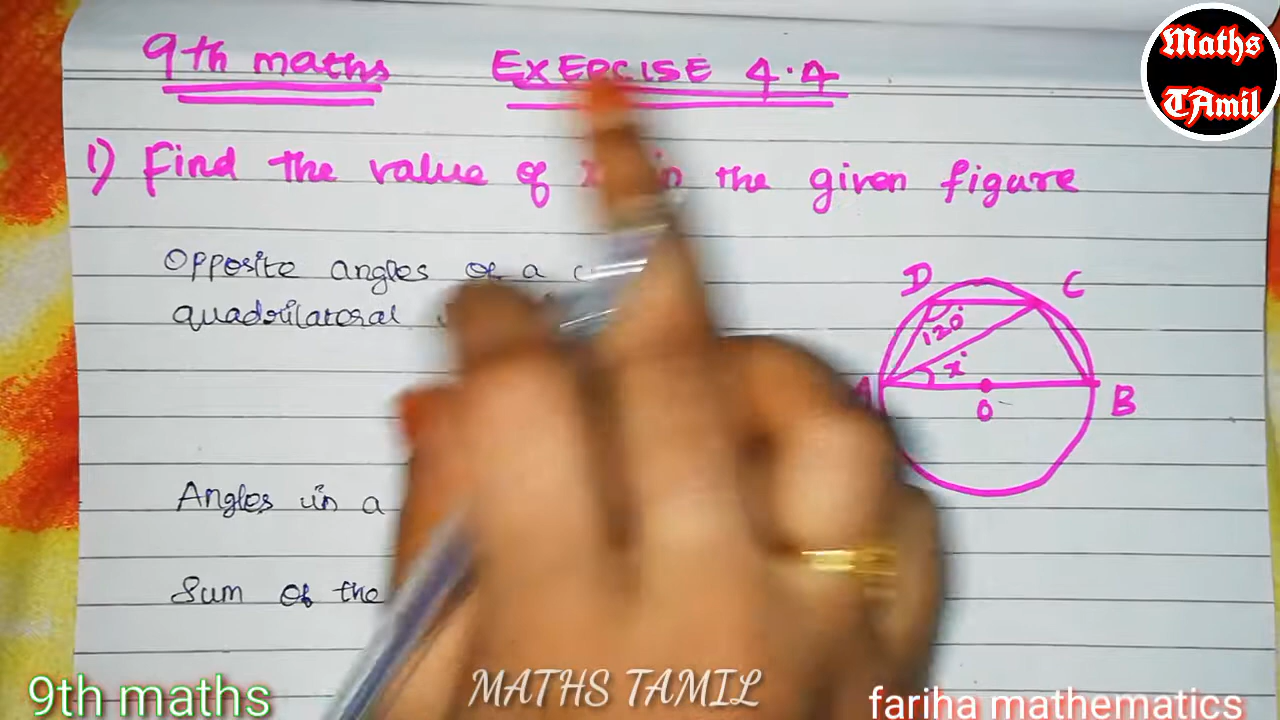 9th maths EXERCISE 4.4
Maths
TAmil
1) Find the value of in the given figure
Opposite angles of a
quadrilateral
D C
120°
x°
A B
O
Angles in a
Sum of the
9th maths
MATHS TAMIL
fariha mathematics